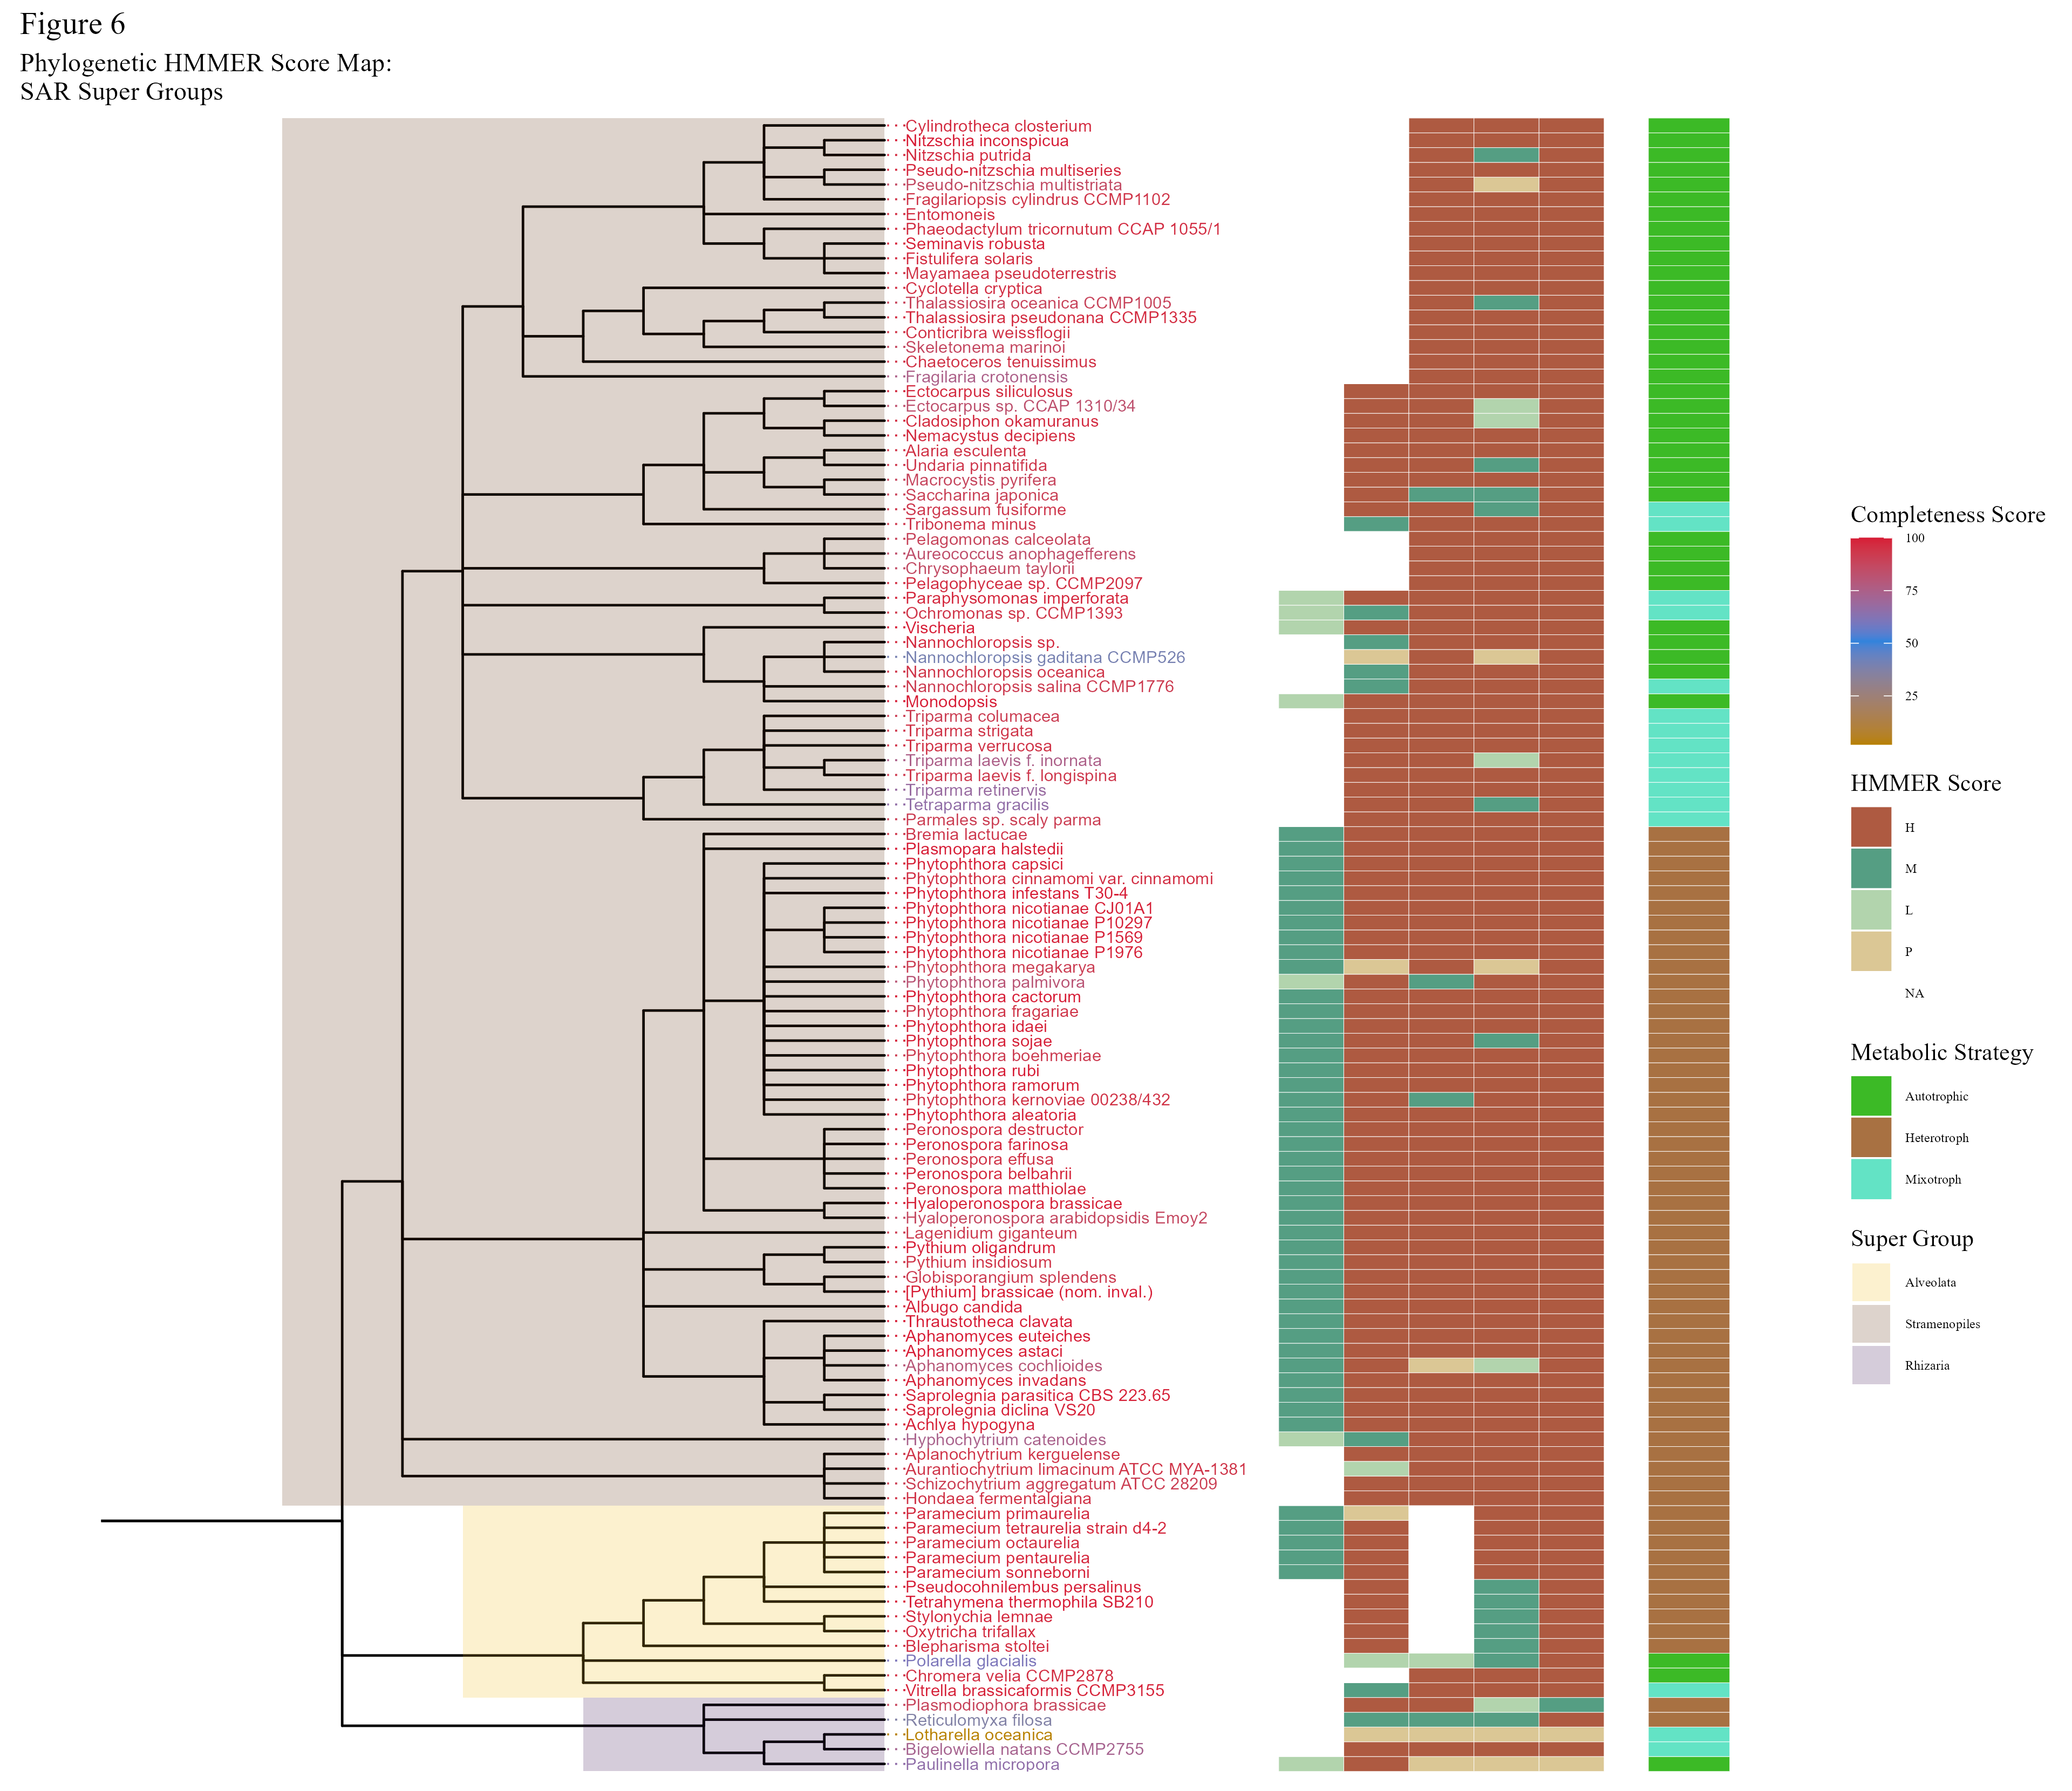 Figure 6
Phylogenetic HMMER Score Map:
SAR Super Groups
Cylindrotheca closterium
Nitzschia inconspicua
Nitzschia putrida
Pseudo-nitzschia multiseries
Pseudo-nitzschia multistriata
Fragilariopsis cylindrus CCMP1102
Entomoneis
Phaeodactylum tricornutum CCAP 1055/1
Seminavis robusta
Fistulifera solaris
Mayamaea pseudoterrestris
Cyclotella cryptica
Thalassiosira oceanica CCMP1005
Thalassiosira pseudonana CCMP1335
Conticribra weissflogii
Skeletonema marinoi
Chaetoceros tenuissimus
Fragilaria crotonensis
Ectocarpus siliculosus
Ectocarpus sp. CCAP 1310/34
Cladosiphon okamuranus
Nemacystus decipiens
Alaria esculenta
Undaria pinnatifida
Macrocystis pyrifera
Saccharina japonica
Sargassum fusiforme
Tribonema minus
Pelagomonas calceolata
Aureococcus anophagefferens
Chrysophaeum taylorii
Pelagophyceae sp. CCMP2097
Paraphysomonas imperforata
Ochromonas sp. CCMP1393
Vischeria
Nannochloropsis sp.
Nannochloropsis gaditana CCMP526
Nannochloropsis oceanica
Nannochloropsis salina CCMP1776
Monodopsis
Triparma columacea
Triparma strigata
Triparma verrucosa
Triparma laevis f. inornata
Triparma laevis f. longispina
Triparma retinervis
Tetraparma gracilis
Parmales sp. scaly parma
Bremia lactucae
Plasmopara halstedii
Phytophthora capsici
Phytophthora cinnamomi var. cinnamomi
Phytophthora infestans T30-4
Phytophthora nicotianae CJ01A1
Phytophthora nicotianae P10297
Phytophthora nicotianae P1569
Phytophthora nicotianae P1976
Phytophthora megakarya
Phytophthora palmivora
Phytophthora cactorum
Phytophthora fragariae
Phytophthora idaei
Phytophthora sojae
Phytophthora boehmeriae
Phytophthora rubi
Phytophthora ramorum
Phytophthora kernoviae 00238/432
Phytophthora aleatoria
Peronospora destructor
Peronospora farinosa
Peronospora effusa
Peronospora belbahrii
Peronospora matthiolae
Hyaloperonospora brassicae
Hyaloperonospora arabidopsidis Emoy2
Lagenidium giganteum
Pythium oligandrum
Pythium insidiosum
Globisporangium splendens
[Pythium] brassicae (nom. inval.)
Albugo candida
Thraustotheca clavata
Aphanomyces euteiches
Aphanomyces astaci
Aphanomyces cochlioides
Aphanomyces invadans
Saprolegnia parasitica CBS 223.65
Saprolegnia diclina VS20
Achlya hypogyna
Hyphochytrium catenoides
Aplanochytrium kerguelense
Aurantiochytrium limacinum ATCC MYA-1381
Schizochytrium aggregatum ATCC 28209
Hondaea fermentalgiana
Paramecium primaurelia
Paramecium tetraurelia strain d4-2
Paramecium octaurelia
Paramecium pentaurelia
Paramecium sonneborni
Pseudocohnilembus persalinus
Tetrahymena thermophila SB210
Stylonychia lemnae
Oxytricha trifallax
Blepharisma stoltei
Polarella glacialis
Chromera velia CCMP2878
Vitrella brassicaformis CCMP3155
Plasmodiophora brassicae
Reticulomyxa filosa
Lotharella oceanica
Bigelowiella natans CCMP2755
Paulinella micropora
Completeness Score
100
75
50
25
HMMER Score
H
M
L
P
NA
Metabolic Strategy
Autotrophic
Heterotroph
Mixotroph
Super Group
Alveolata
Stramenopiles
Rhizaria